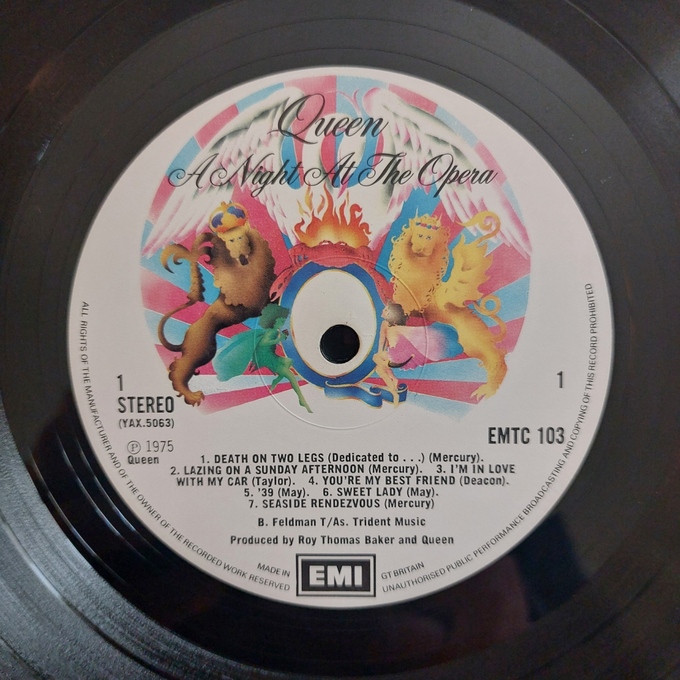 Queen
A Night At The Opera
1
STEREO
(YAX.5063)
℗ 1975
Queen
1
EMTC 103
1. DEATH ON TWO LEGS (Dedicated to . . .) (Mercury).
2. LAZING ON A SUNDAY AFTERNOON (Mercury). 3. I'M IN LOVE
WITH MY CAR (Taylor). 4. YOU'RE MY BEST FRIEND (Deacon).
5. '39 (May). 6. SWEET LADY (May).
7. SEASIDE RENDEZVOUS (Mercury)
B. Feldman T/As. Trident Music
Produced by Roy Thomas Baker and Queen
MADE IN
EMI
GT BRITAIN
ALL RIGHTS OF THE MANUFACTURER AND OF THE OWNER OF THE RECORDED WORK RESERVED
UNAUTHORISED PUBLIC PERFORMANCE BROADCASTING AND COPYING OF THIS RECORD PROHIBITED